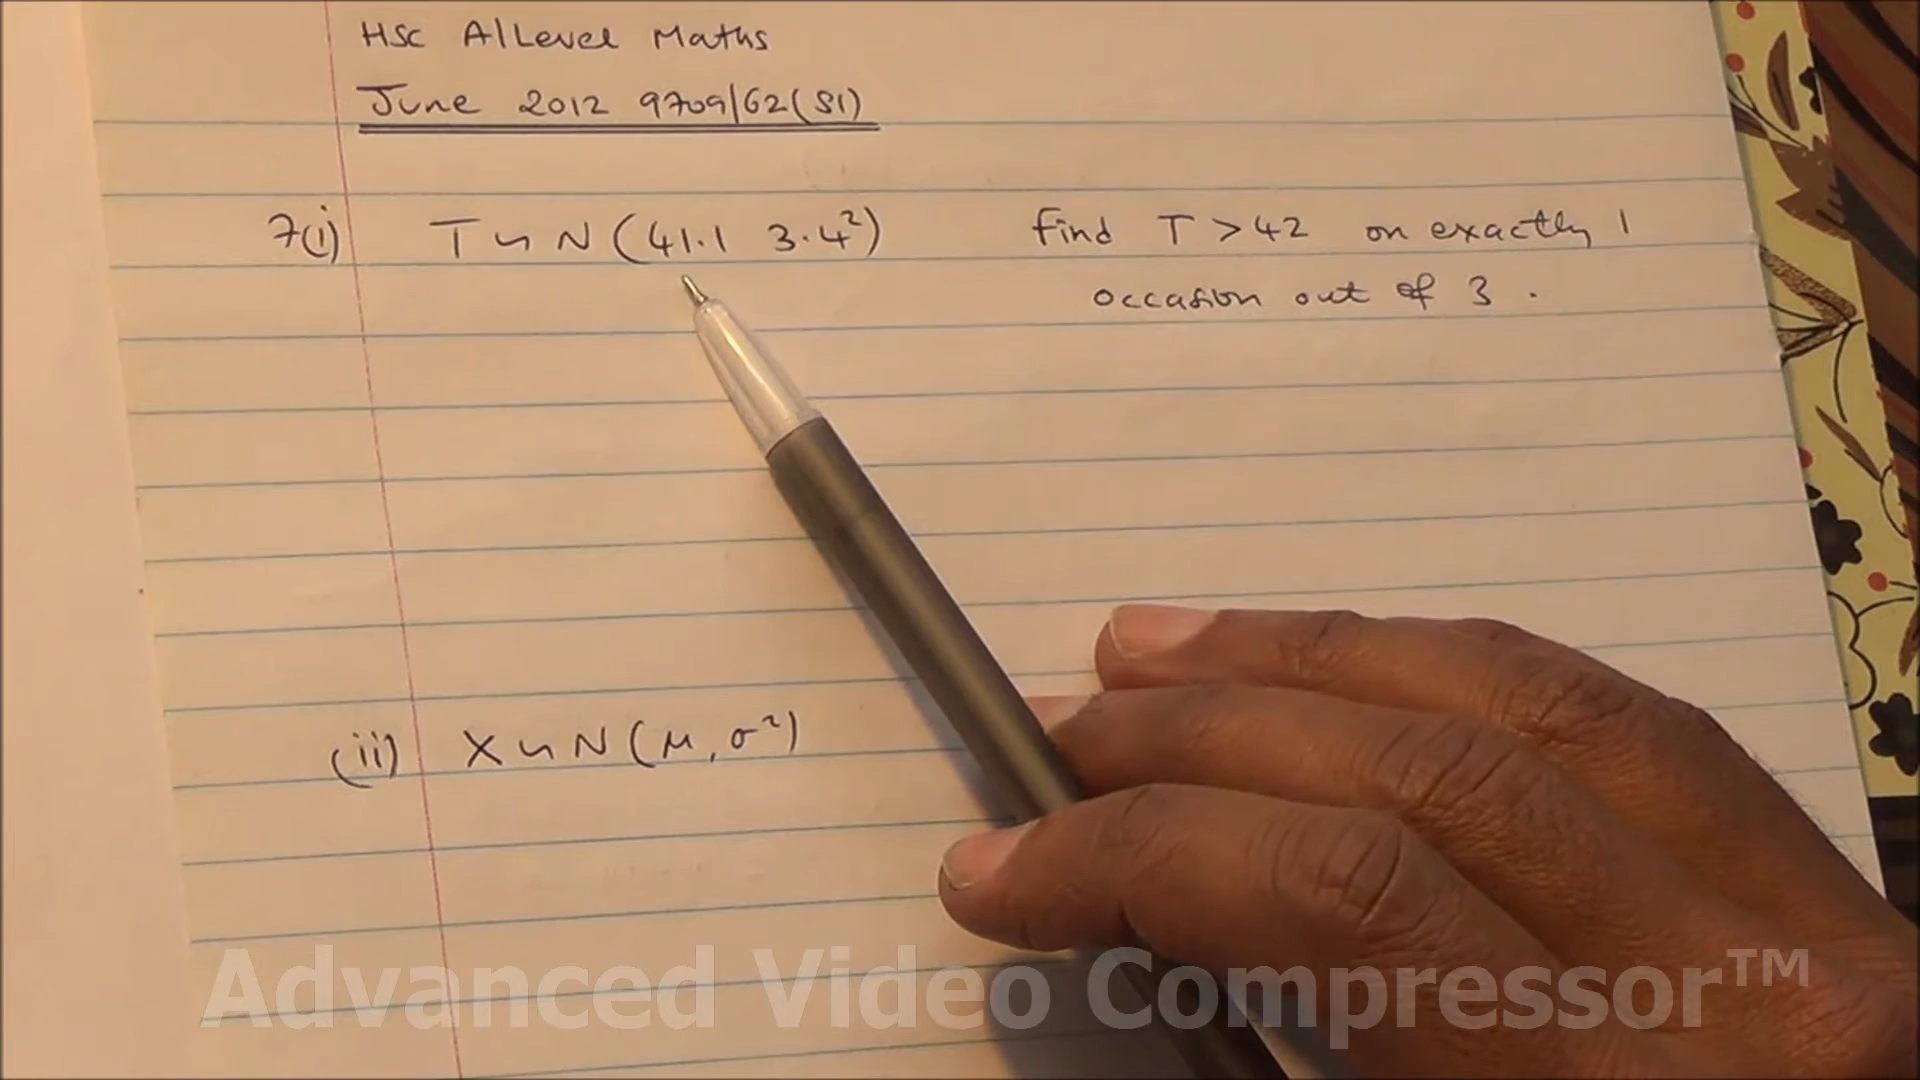 HSC A/Level Maths
June 2012 9709/62(S1)
7(i) T ~ N (41.1 3.4²) Find T > 42 on exactly 1
occasion out of 3 .
(ii) X ~ N (μ, σ²)
Advanced Video Compressor™